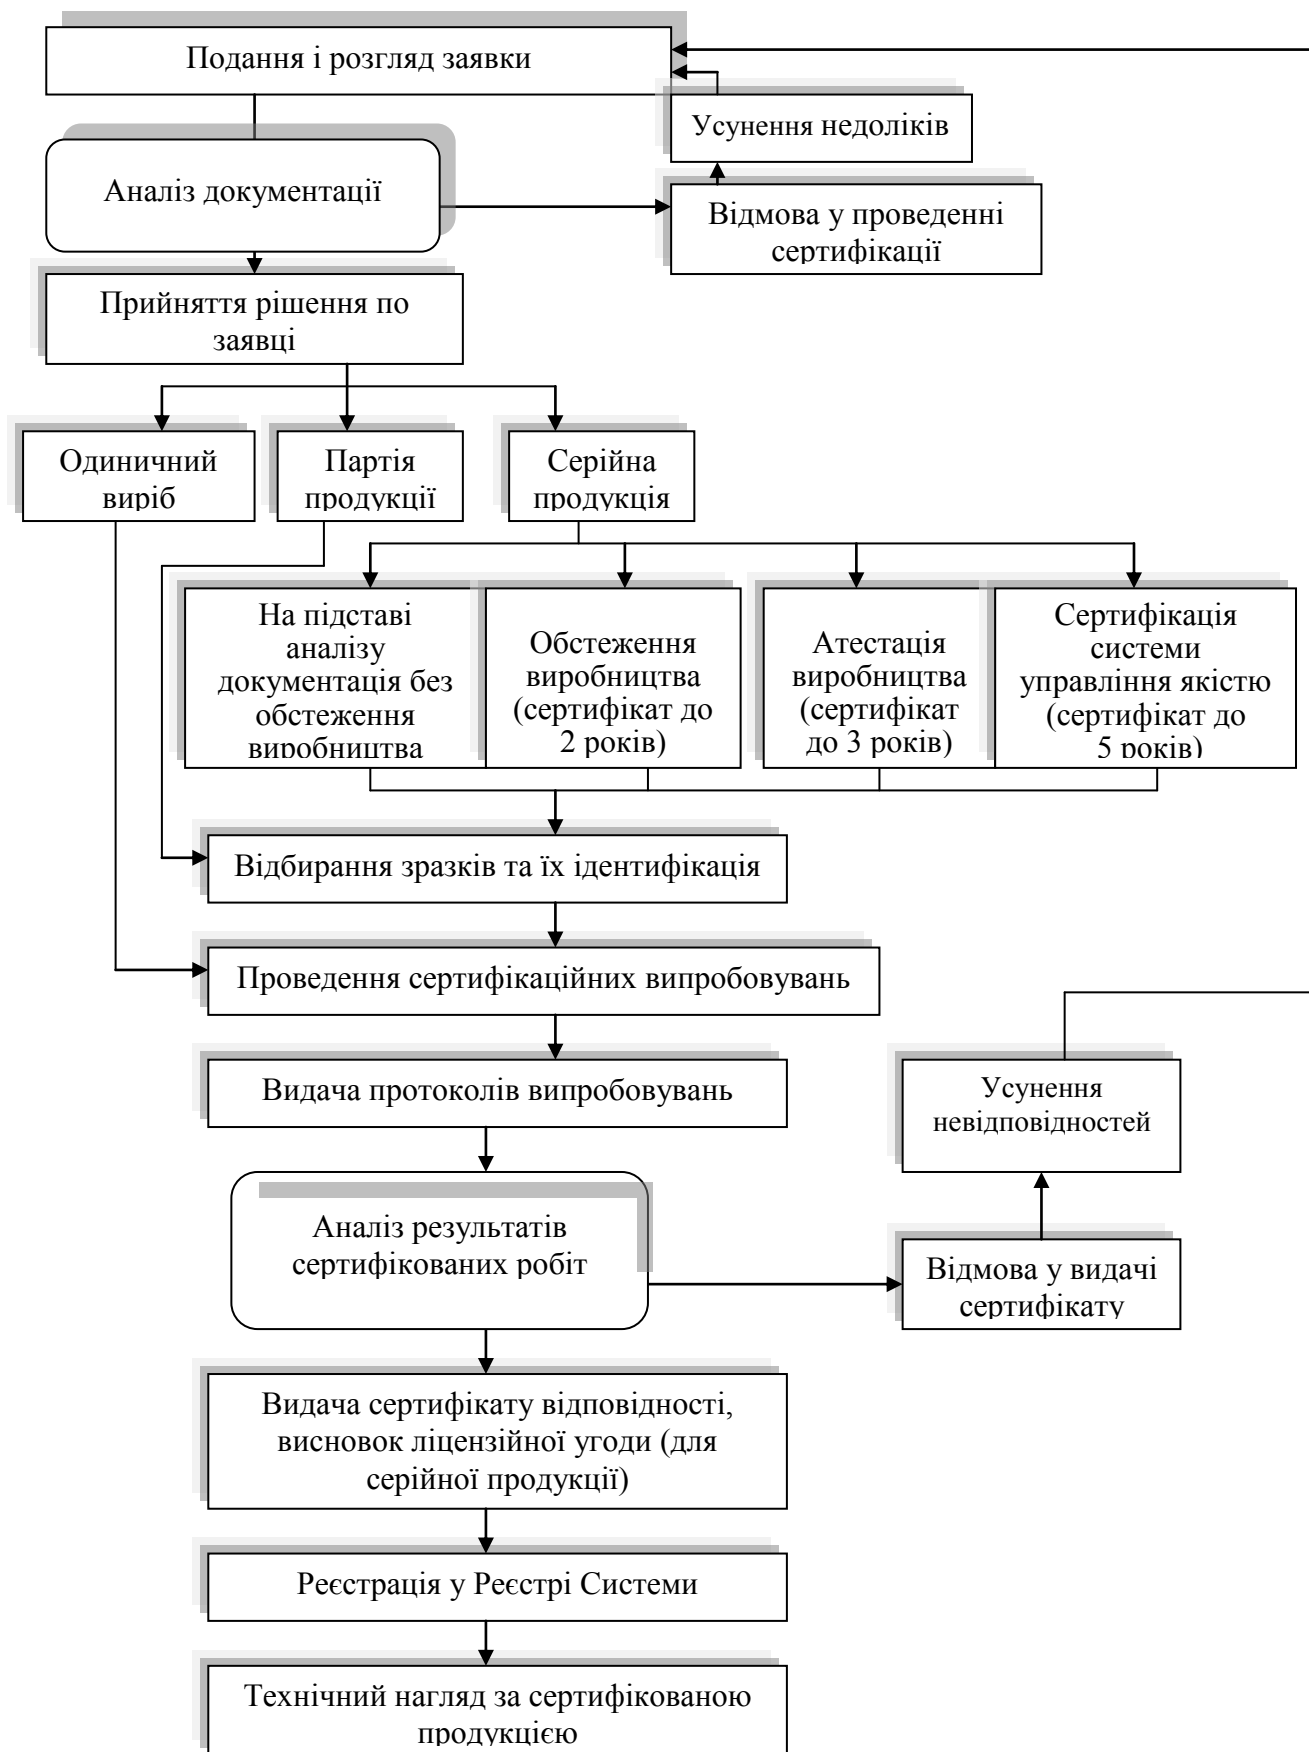 Подання і розгляд заявки
Усунення недоліків
Аналіз документації
Відмова у проведенні
сертифікації
Прийняття рішення по
заявці
Одиничний
виріб
Партія
продукції
Серійна
продукція
На підставі
аналізу
документація без
обстеження
виробництва
Обстеження
виробництва
(сертифікат до
2 років)
Атестація
виробництва
(сертифікат
до 3 років)
Сертифікація
системи
управління якістю
(сертифікат до
5 років)
Відбирання зразків та їх ідентифікація
Проведення сертифікаційних випробовувань
Видача протоколів випробовувань
Усунення
невідповідностей
Аналіз результатів
сертифікованих робіт
Відмова у видачі
сертифікату
Видача сертифікату відповідності,
висновок ліцензійної угоди (для
серійної продукції)
Реєстрація у Реєстрі Системи
Технічний нагляд за сертифікованою
продукцією